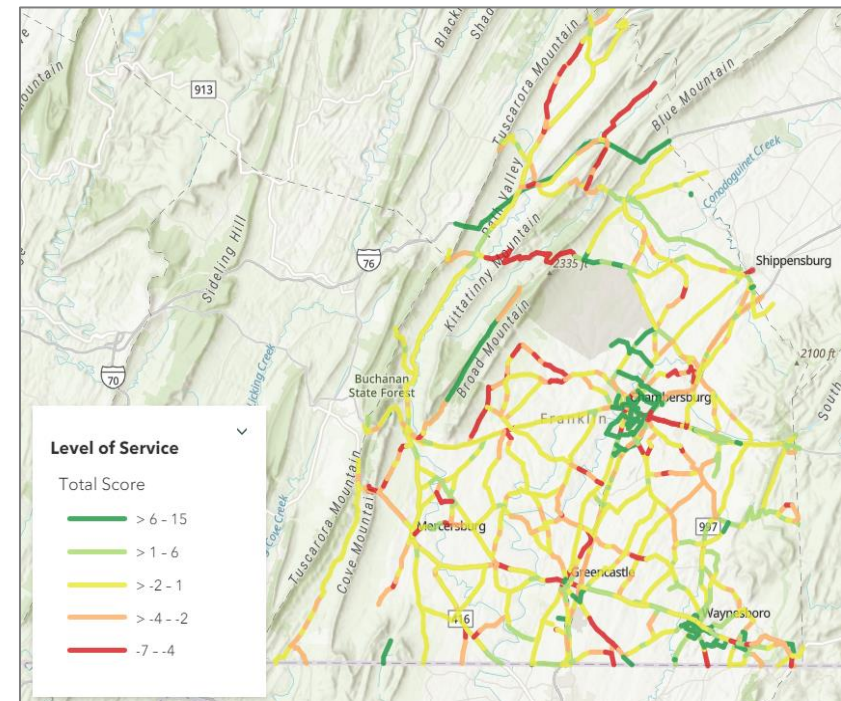 913
Tuscarora Mountain
Blue Mountain
Conodoguinet Creek
Path Valley
Sideling Hill
76
Kittatinny Mountain
2335 ft
Shippensburg
70
Broad Mountain
2100 ft
Buchanan
State Forest
Chambersburg
South
Franklin
Level of Service
Total Score
> 6 - 15
> 1 - 6
> -2 - 1
> -4 - -2
-7 - -4
Tuscarora Mountain
Cove Mountain
Mercersburg
997
Greencastle
416
Waynesboro